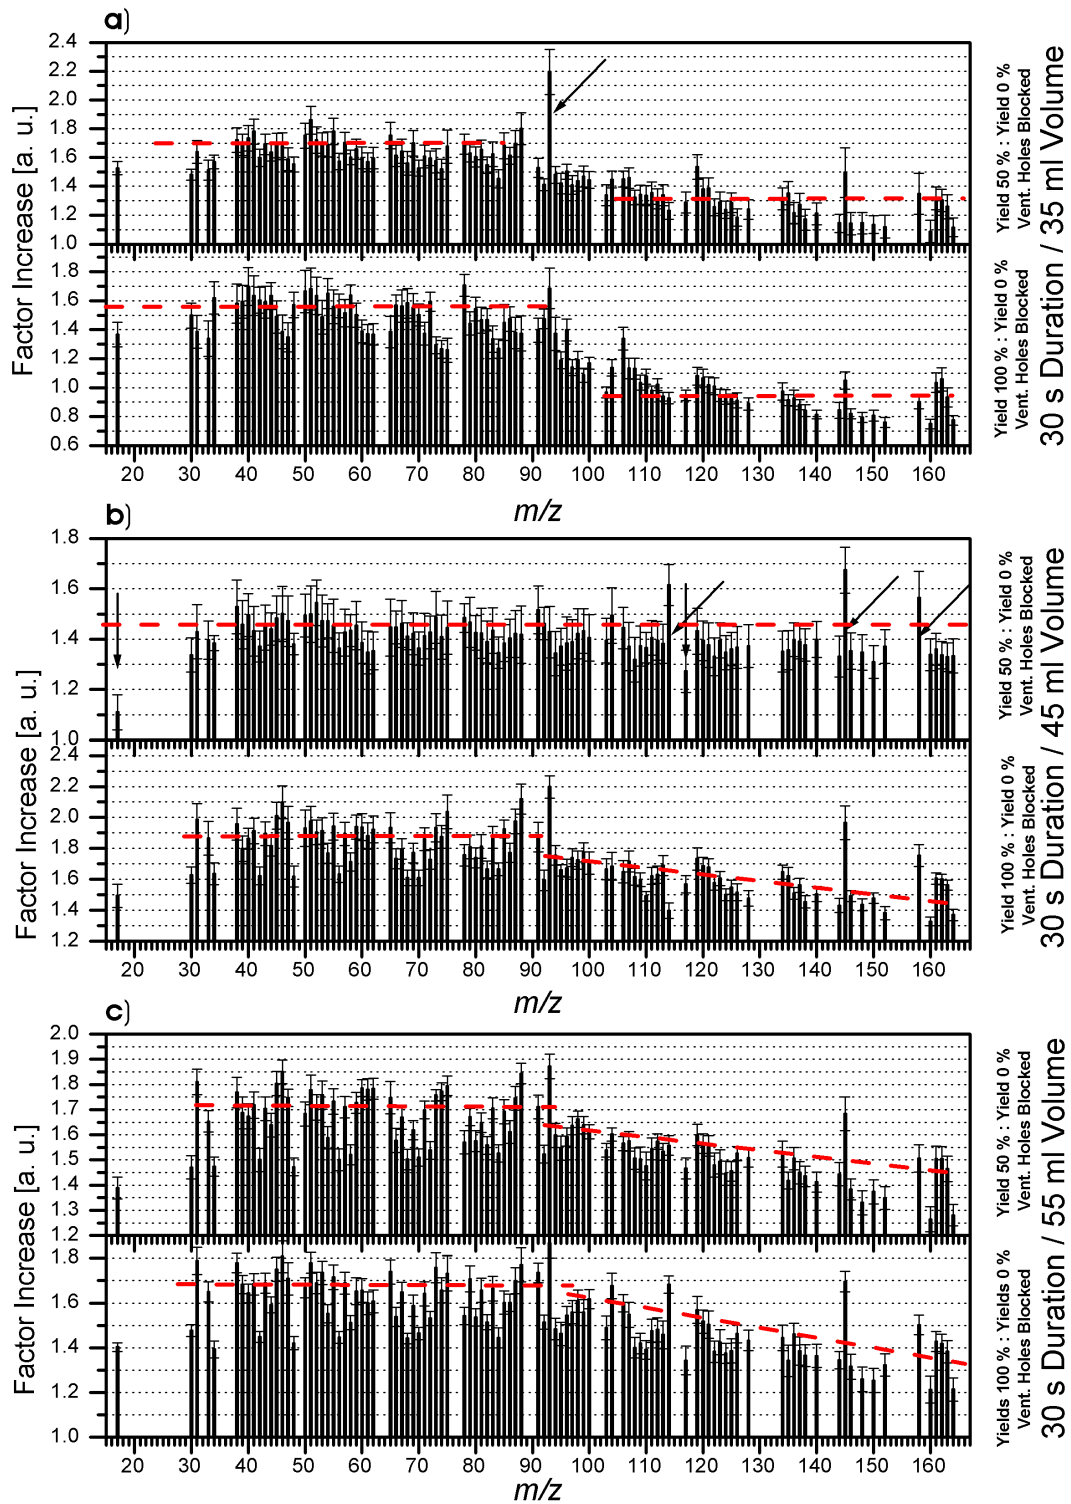 a)
Factor Increase [a. u.]
2.4
2.2
2.0
1.8
1.6
1.4
1.2
1.0
1.8
1.6
1.4
1.2
1.0
0.8
0.6
20 30 40 50 60 70 80 90 100 110 120 130 140 150 160
m/z
Yield 50 % : Yield 0 %
Vent. Holes Blocked
Yield 100 % : Yield 0 %
Vent. Holes Blocked
30 s Duration / 35 ml Volume
b)
Factor Increase [a. u.]
1.8
1.6
1.4
1.2
1.0
2.4
2.2
2.0
1.8
1.6
1.4
1.2
20 30 40 50 60 70 80 90 100 110 120 130 140 150 160
m/z
Yield 50 % : Yield 0 %
Vent. Holes Blocked
Yield 100 % : Yield 0 %
Vent. Holes Blocked
30 s Duration / 45 ml Volume
c)
Factor Increase [a. u.]
2.0
1.9
1.8
1.7
1.6
1.5
1.4
1.3
1.2
1.8
1.6
1.4
1.2
1.0
20 30 40 50 60 70 80 90 100 110 120 130 140 150 160
m/z
Yield 50 % : Yield 0 %
Vent. Holes Blocked
Yields 100 % : Yields 0 %
Vent. Holes Blocked
30 s Duration / 55 ml Volume